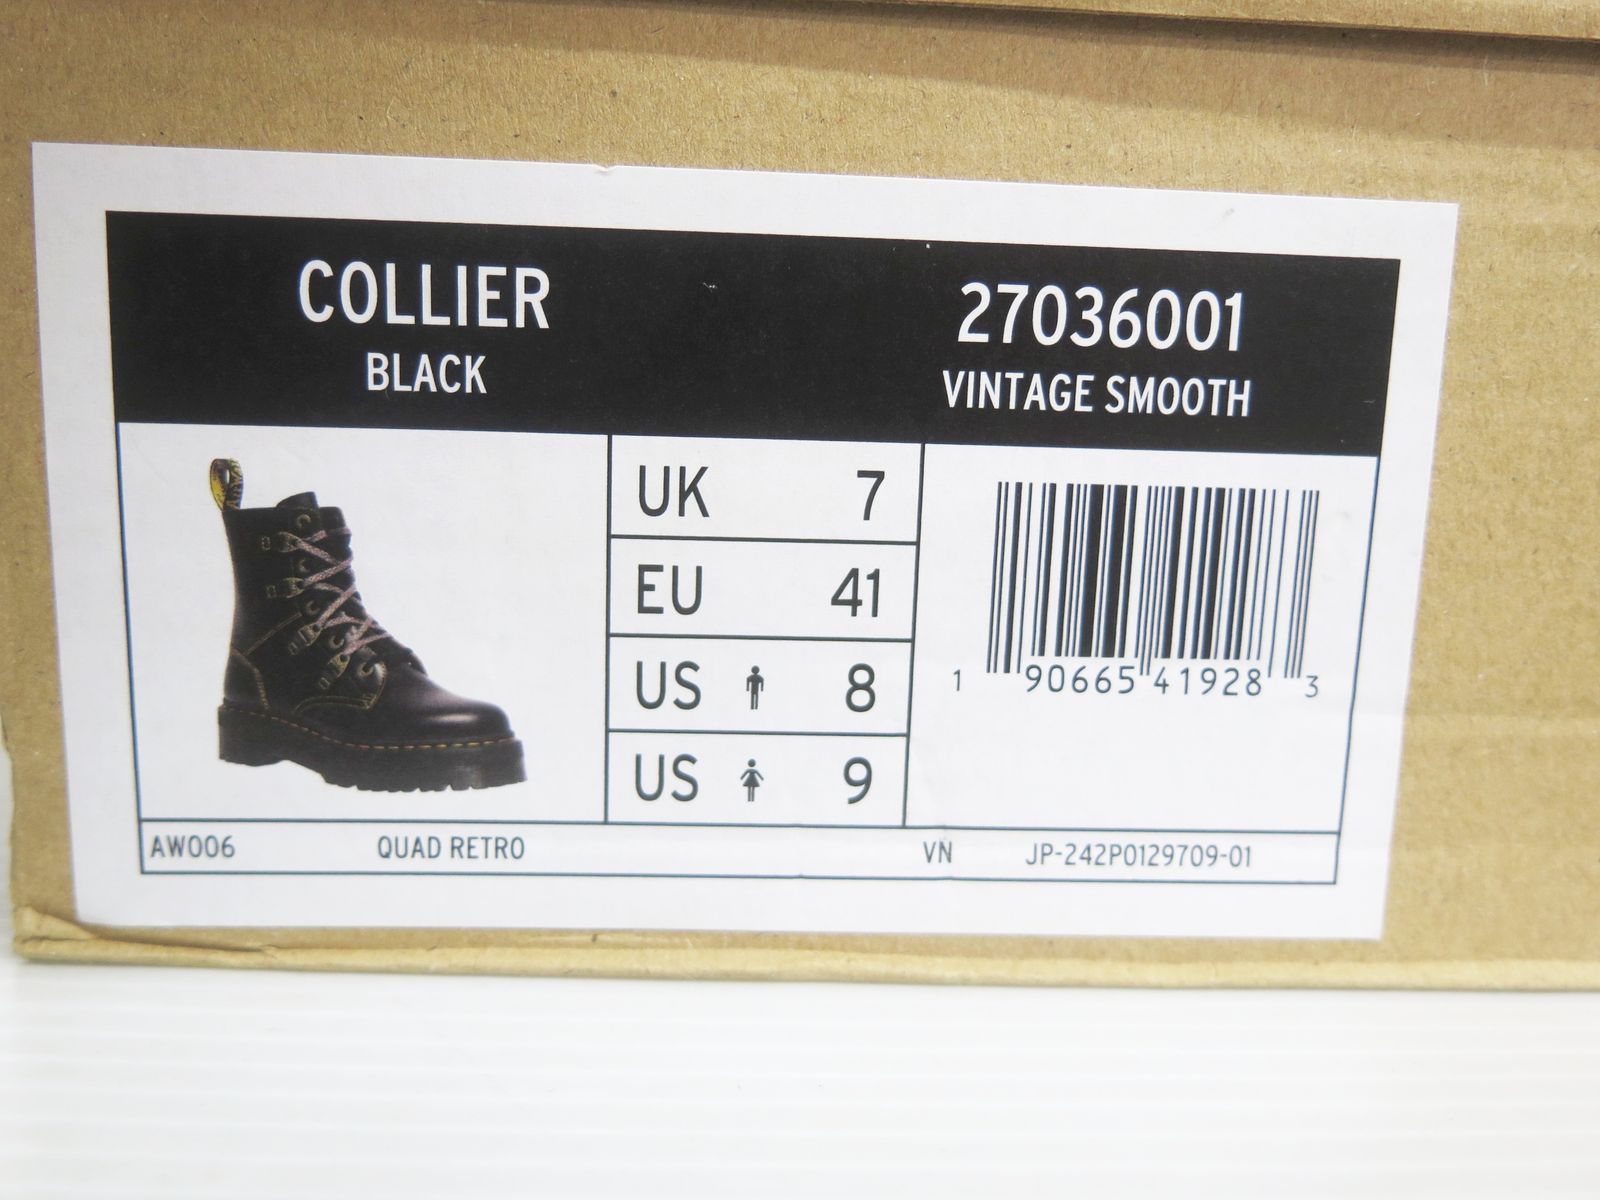 COLLIER
BLACK
27036001
VINTAGE SMOOTH
UK 7
EU 41
US 8
US 9
1 90665 41928 3
AW006 QUAD RETRO VN JP-242P0129709-01